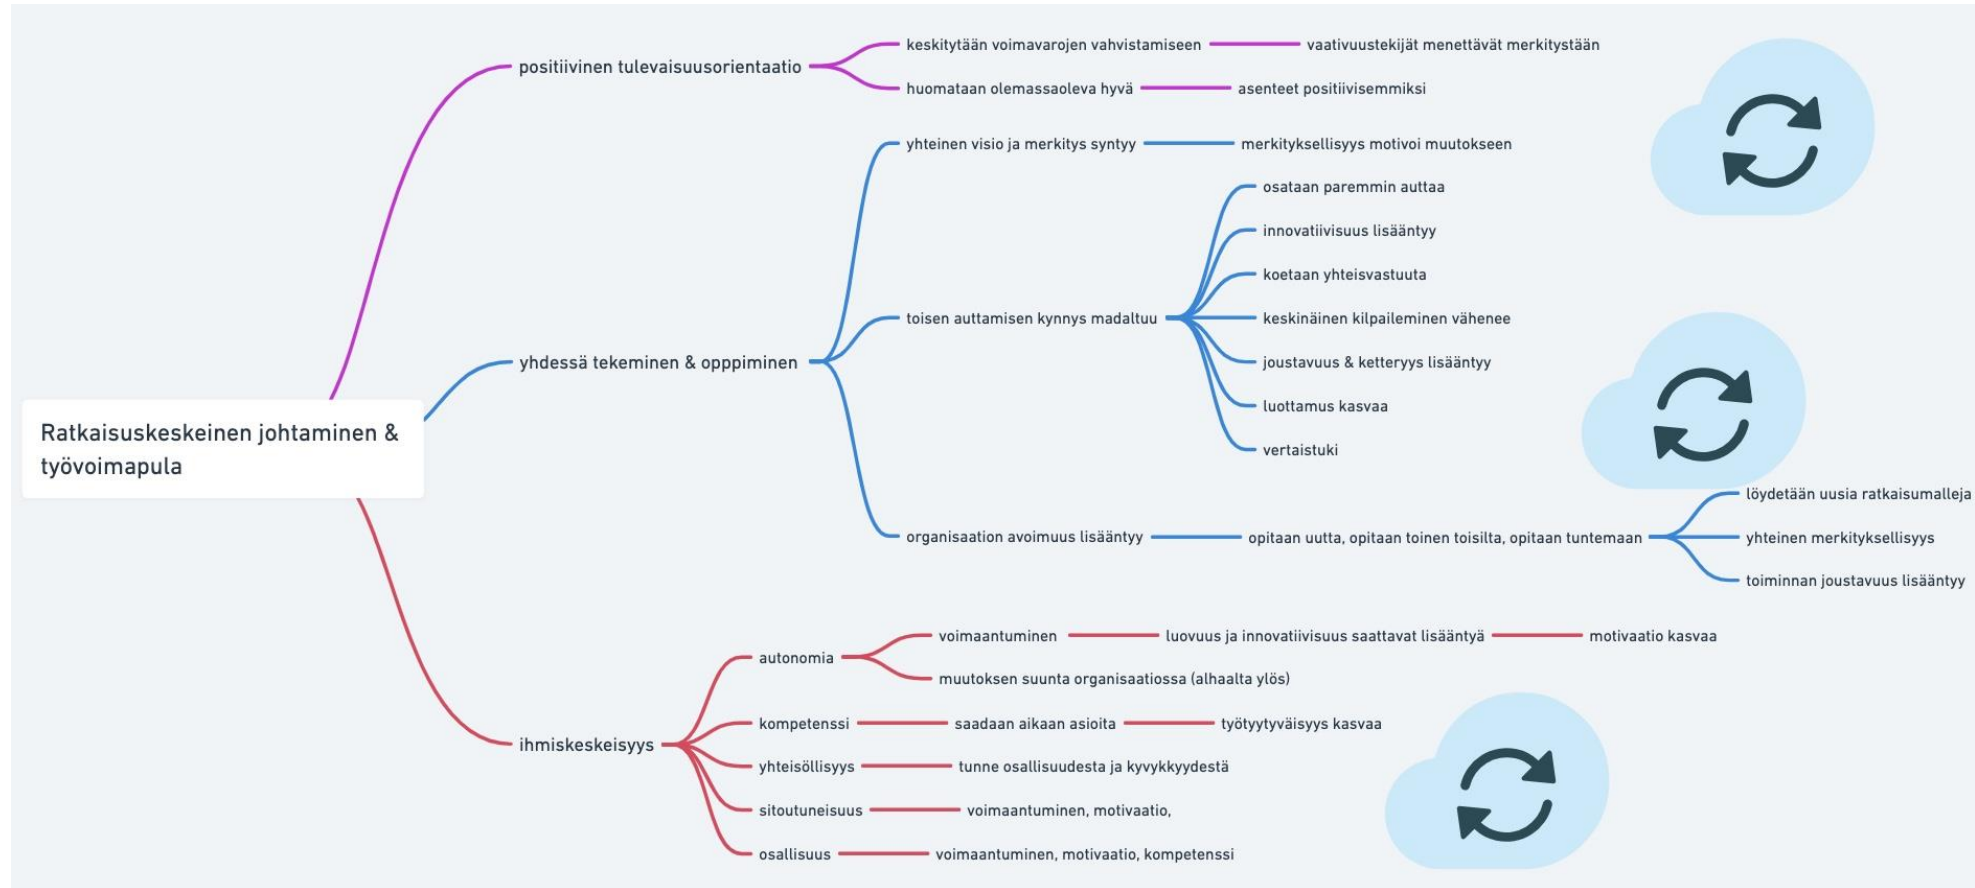 Ratkaisuskeskeinen johtaminen &
työvoimapula
positiivinen tulevaisuusorientaatio
keskitytään voimavarojen vahvistamiseen
vaativuustekijät menettävät merkitystään
huomataan olemassaoleva hyvä
asenteet positiivisemmiksi
yhdessä tekeminen & opppiminen
yhteinen visio ja merkitys syntyy
merkityksellisyys motivoi muutokseen
toisen auttamisen kynnys madaltuu
osataan paremmin auttaa
innovatiivisuus lisääntyy
koetaan yhteisvastuuta
keskinäinen kilpaileminen vähenee
joustavuus & ketteryys lisääntyy
luottamus kasvaa
vertaistuki
organisaation avoimuus lisääntyy
opitaan uutta, opitaan toinen toisilta, opitaan tuntemaan
löydetään uusia ratkaisumalleja
yhteinen merkityksellisyys
toiminnan joustavuus lisääntyy
ihmiskeskeisyys
autonomia
voimaantuminen
luovuus ja innovatiivisuus saattavat lisääntyä
motivaatio kasvaa
muutoksen suunta organisaatiossa (alhaalta ylös)
kompetenssi
saadaan aikaan asioita
työtyytyväisyys kasvaa
yhteisöllisyys
tunne osallisuudesta ja kyvykkyydestä
sitoutuneisuus
voimaantuminen, motivaatio,
osallisuus
voimaantuminen, motivaatio, kompetenssi